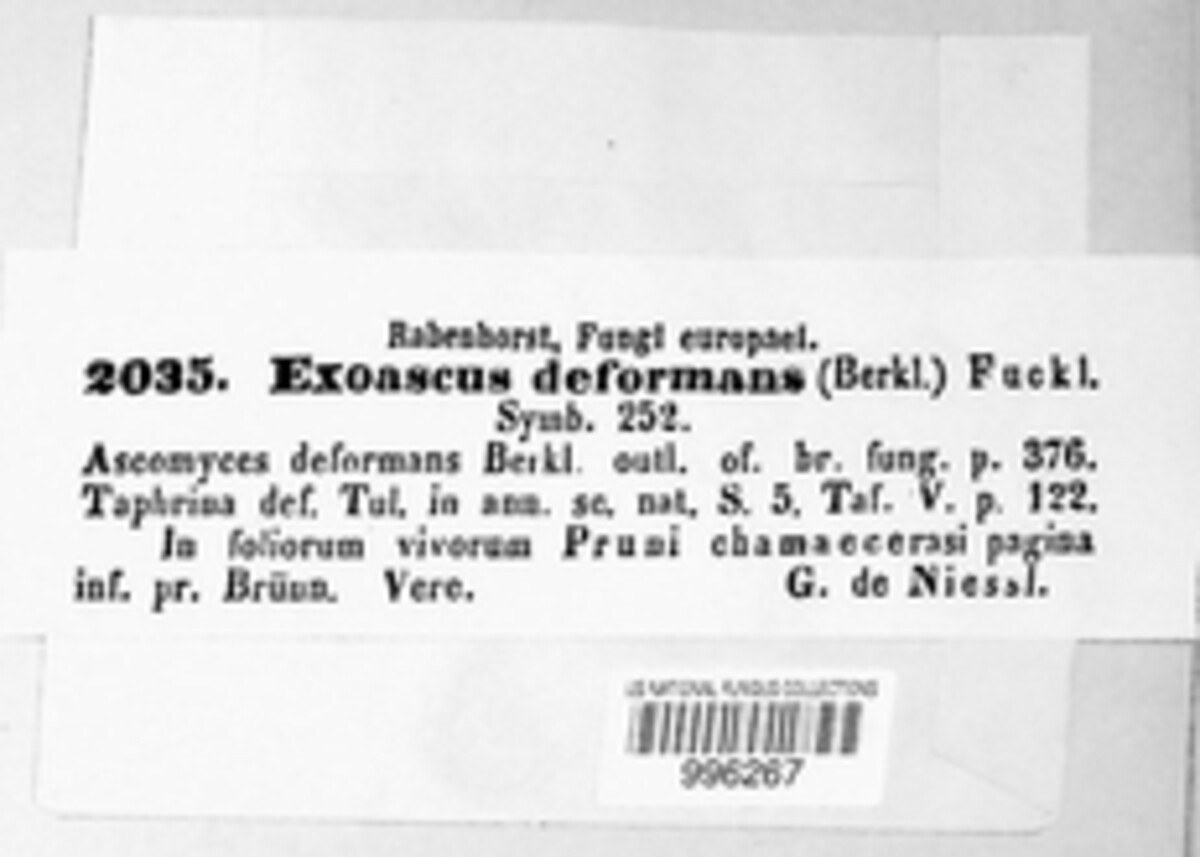 Rabenhorst, Fungi europaei.
2035. Exoascus deformans (Berkl.) Fuckl.
Symb. 252.
Ascomyces deformans Berkl. outl. of. br. fung. p. 376.
Taphrina def. Tul. in ann. sc. nat. S. 5. Taf. V. p. 122.
In foliorum vivorum Pruni chamaecerasi pagina
inf. pr. Brünn. Vere. G. de Niessl.
US NATIONAL FUNGUS COLLECTIONS
996267